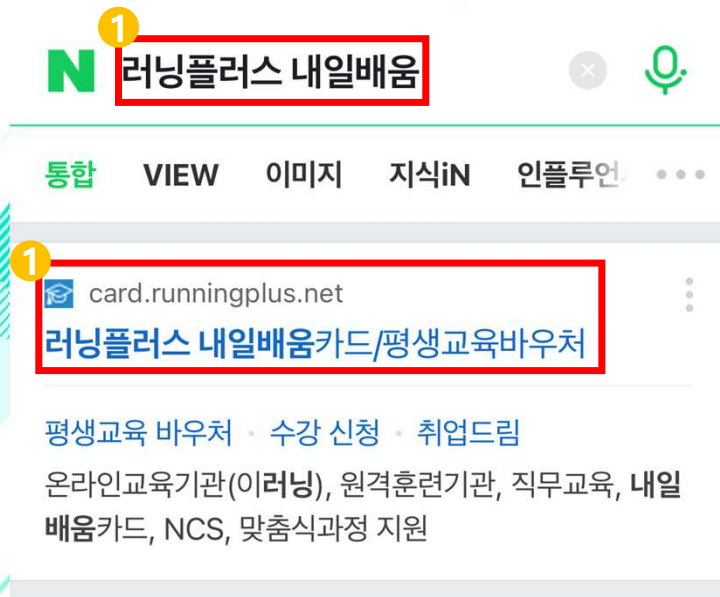 1
N 러닝플러스 내일배움
통합 VIEW 이미지 지식iN 인플루언
1
card.runningplus.net
러닝플러스 내일배움카드/평생교육바우처
평생교육 바우처 · 수강 신청 · 취업드림
온라인교육기관(이러닝), 원격훈련기관, 직무교육, 내일
배움카드, NCS, 맞춤식과정 지원